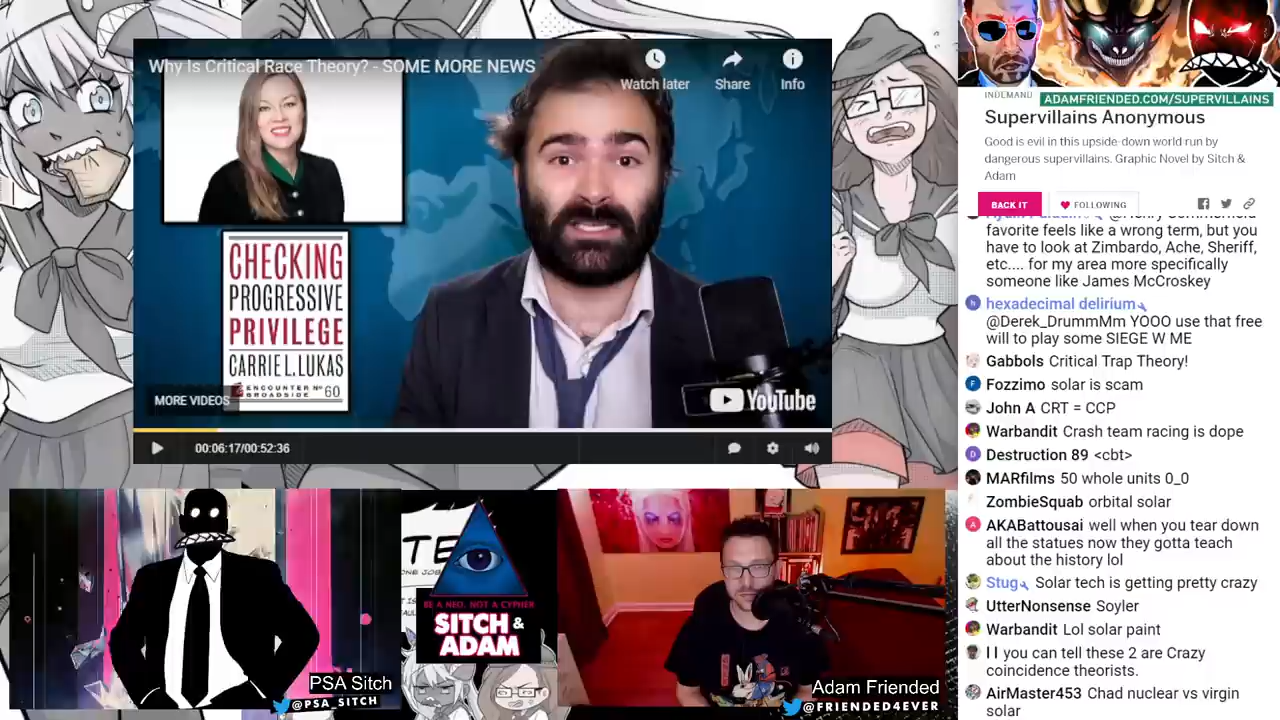 Why Is Critical Race Theory? - SOME MORE NEWS
Watch later
Share
Info
CHECKING
PROGRESSIVE
PRIVILEGE
CARRIE L. LUKAS
ENCOUNTER Nº 60
BROADSIDE
MORE VIDEOS
YouTube
00:06:17/00:52:36
BE A NEO, NOT A CYPHER
SITCH &
ADAM
PSA Sitch
@PSA_SITCH
Adam Friended
@FRIENDED4EVER
INDEMAND
ADAMFRIENDED.COM/SUPERVILLAINS
Supervillains Anonymous
Good is evil in this upside-down world run by
dangerous supervillains. Graphic Novel by Sitch &
Adam
BACK IT
FOLLOWING
favorite feels like a wrong term, but you
have to look at Zimbardo, Ache, Sheriff,
etc.... for my area more specifically
someone like James McCroskey
hexadecimal delirium
@Derek_DrummMm YOOO use that free
will to play some SIEGE W ME
Gabbols Critical Trap Theory!
Fozzimo solar is scam
John A CRT = CCP
Warbandit Crash team racing is dope
Destruction 89 <cbt>
MARfilms 50 whole units 0_0
ZombieSquab orbital solar
AKABattousai well when you tear down
all the statues now they gotta teach
about the history lol
Stug Solar tech is getting pretty crazy
UtterNonsense Soyler
Warbandit Lol solar paint
I I you can tell these 2 are Crazy
coincidence theorists.
AirMaster453 Chad nuclear vs virgin
solar